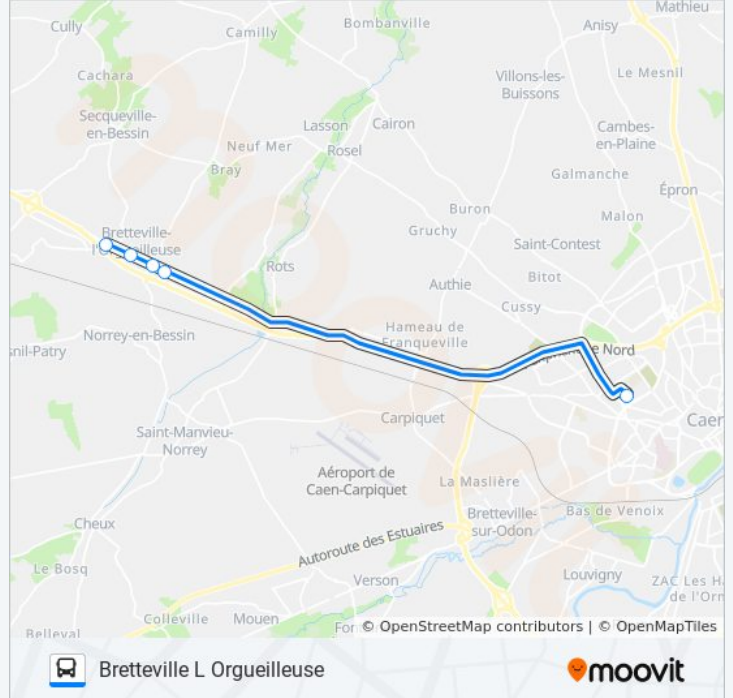 Mathieu
Cully
Camilly
Bombanville
Anisy
Cachara
Villons-les-
Buissons
Le Mesnil
Secqueville-
en-Bessin
Lasson
Cairon
Cambes-
en-Plaine
Neuf Mer
Rosel
Bray
Galmanche
Épron
Buron
Malon
Bretteville-
l'Orgueilleuse
Gruchy
Saint-Contest
Rots
Authie
Bitot
Cussy
Norrey-en-Bessin
Hameau de
Franqueville
snil-Patry
Nord
Carpiquet
Caen
Saint-Manvieu-
Norrey
Aéroport de
Caen-Carpiquet
La Maslière
Bretteville-
sur-Odon
Bas de Venoix
Cheux
Autoroute des Estuaires
Le Bosq
Verson
Louvigny
ZAC Les H
de l'Orn
Colleville
Mouen
© OpenStreetMap contributors | © OpenMapTiles
Belleval
Bretteville L Orgueilleuse
moovit